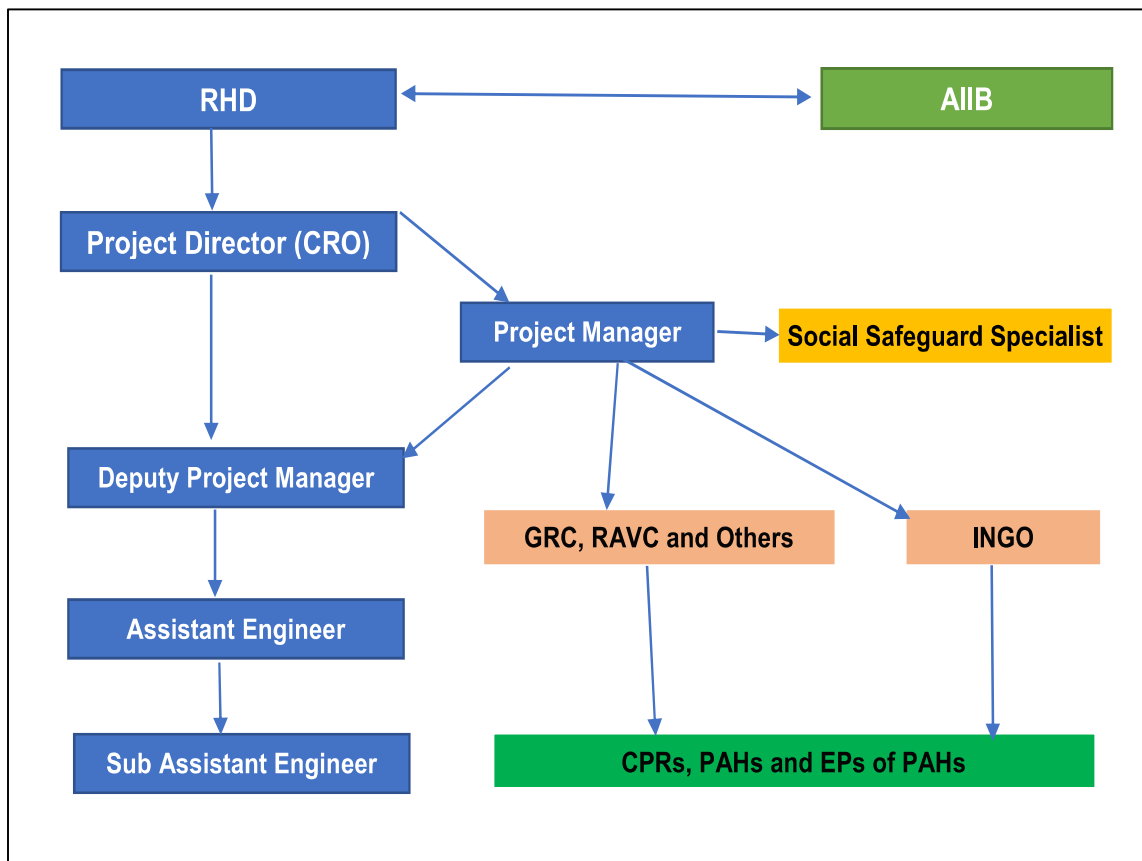 RHD
AIIB
Project Director (CRO)
Project Manager
Social Safeguard Specialist
Deputy Project Manager
GRC, RAVC and Others
INGO
Assistant Engineer
Sub Assistant Engineer
CPRs, PAHs and EPs of PAHs